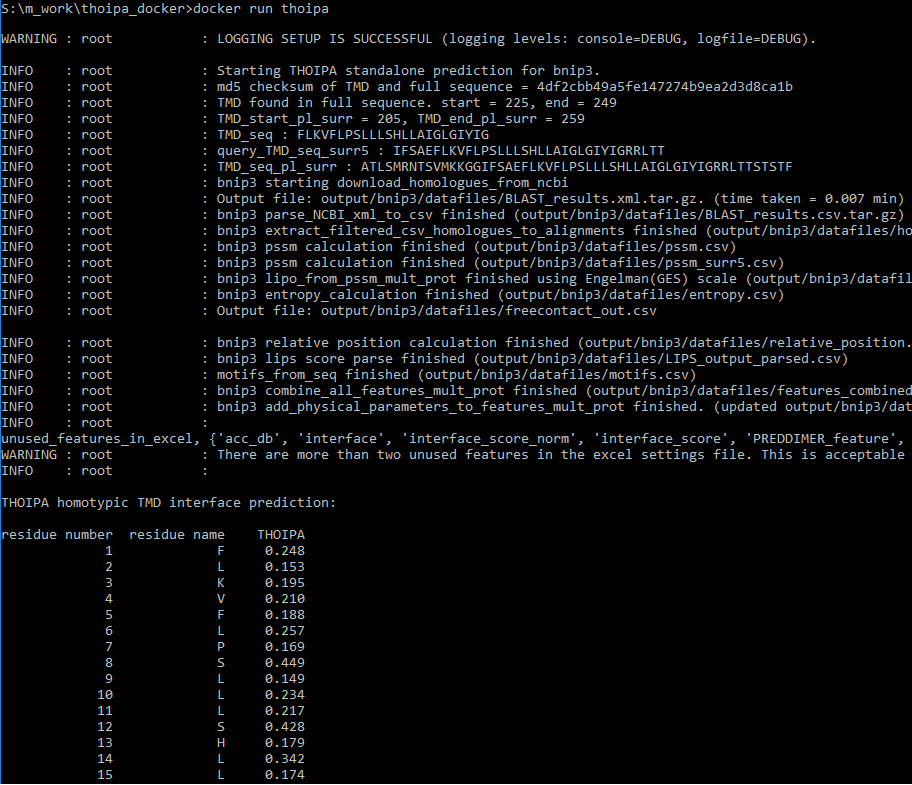 S:\m_work\thoipa_docker>docker run thoipa
WARNING : root           : LOGGING SETUP IS SUCCESSFUL (logging levels: console=DEBUG, logfile=DEBUG).
INFO    : root           : Starting THOIPA standalone prediction for bnip3.
INFO    : root           : md5 checksum of TMD and full sequence = 4df2cbb49a5fe147274b9ea2d3d8ca1b
INFO    : root           : TMD found in full sequence. start = 225, end = 249
INFO    : root           : TMD_start_pl_surr = 205, TMD_end_pl_surr = 259
INFO    : root           : TMD_seq : FLKVFLPSLLLSHLLAIGLGIYIG
INFO    : root           : query_TMD_seq_surr5 : IFSAEFLKVFLPSLLLSHLLAIGLGIYIGRRLTT
INFO    : root           : TMD_seq_pl_surr : ATLSMRNTSVMKKGGIFSAEFLKVFLPSLLLSHLLAIGLGIYIGRRLTTSTSTF
INFO    : root           : bnip3 starting download_homologues_from_ncbi
INFO    : root           : Output file: output/bnip3/datafiles/BLAST_results.xml.tar.gz. (time taken = 0.007 min)
INFO    : root           : bnip3 parse_NCBI_xml_to_csv finished (output/bnip3/datafiles/BLAST_results.csv.tar.gz)
INFO    : root           : bnip3 extract_filtered_csv_homologues_to_alignments finished (output/bnip3/datafiles/ho
INFO    : root           : bnip3 pssm calculation finished (output/bnip3/datafiles/pssm.csv)
INFO    : root           : bnip3 pssm calculation finished (output/bnip3/datafiles/pssm_surr5.csv)
INFO    : root           : bnip3 lipo_from_pssm_mult_prot finished using Engelman(GES) scale (output/bnip3/datafil
INFO    : root           : bnip3 entropy_calculation finished (output/bnip3/datafiles/entropy.csv)
INFO    : root           : Output file: output/bnip3/datafiles/freecontact_out.csv
INFO    : root           : bnip3 relative position calculation finished (output/bnip3/datafiles/relative_position.
INFO    : root           : bnip3 lips score parse finished (output/bnip3/datafiles/LIPS_output_parsed.csv)
INFO    : root           : motifs_from_seq finished (output/bnip3/datafiles/motifs.csv)
INFO    : root           : bnip3 combine_all_features_mult_prot finished (output/bnip3/datafiles/features_combined
INFO    : root           : bnip3 add_physical_parameters_to_features_mult_prot finished. (updated output/bnip3/dat
INFO    : root           :
unused_features_in_excel, {'acc_db', 'interface', 'interface_score_norm', 'interface_score', 'PREDDIMER_feature',
WARNING : root           : There are more than two unused features in the excel settings file. This is acceptable
INFO    : root           :
THOIPA homotypic TMD interface prediction:
residue number  residue name    THOIPA
             1             F     0.248
             2             L     0.153
             3             K     0.195
             4             V     0.210
             5             F     0.188
             6             L     0.257
             7             P     0.169
             8             S     0.449
             9             L     0.149
            10             L     0.234
            11             L     0.217
            12             S     0.428
            13             H     0.179
            14             L     0.342
            15             L     0.174